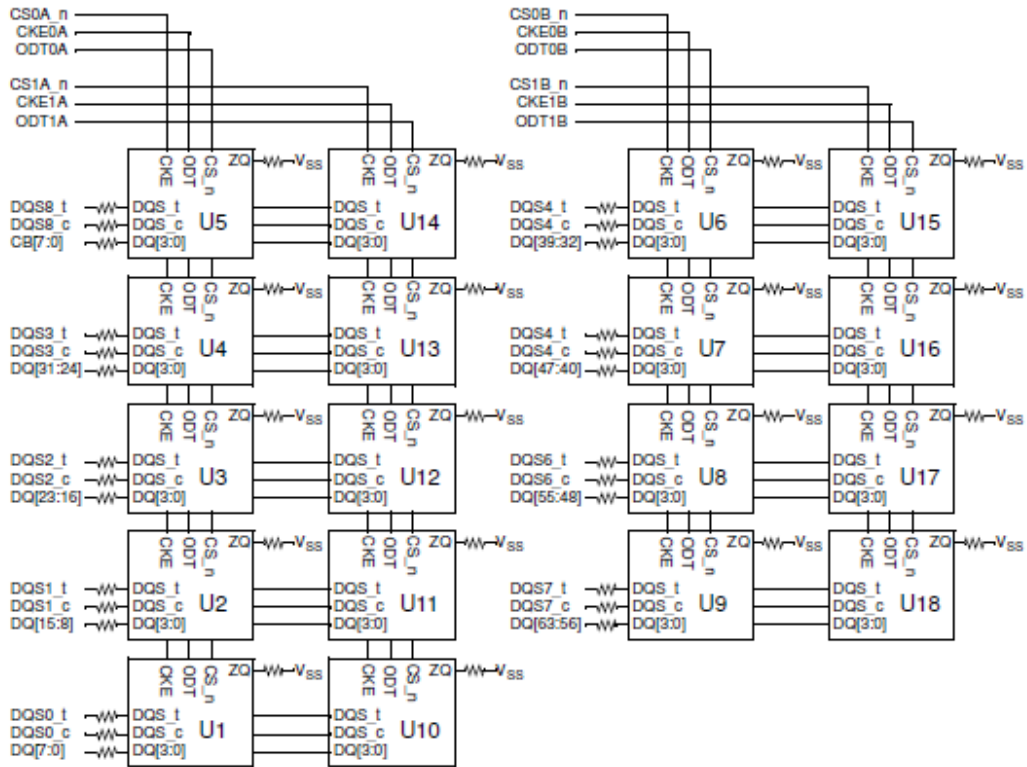 CS0A_n
CKE0A
ODT0A
CS1A_n
CKE1A
ODT1A
CS0B_n
CKE0B
ODT0B
CS1B_n
CKE1B
ODT1B
CKE ODT CS_n ZQ VSS
DQS8_t DQS_t
DQS8_c DQS_c U5
CB[7:0] DQ[3:0]
CKE ODT CS_n ZQ VSS
DQS_t
DQS_c U14
DQ[3:0]
CKE ODT CS_n ZQ VSS
DQS3_t DQS_t
DQS3_c DQS_c U4
DQ[31:24] DQ[3:0]
CKE ODT CS_n ZQ VSS
DQS_t
DQS_c U13
DQ[3:0]
CKE ODT CS_n ZQ VSS
DQS2_t DQS_t
DQS2_c DQS_c U3
DQ[23:16] DQ[3:0]
CKE ODT CS_n ZQ VSS
DQS_t
DQS_c U12
DQ[3:0]
CKE ODT CS_n ZQ VSS
DQS1_t DQS_t
DQS1_c DQS_c U2
DQ[15:8] DQ[3:0]
CKE ODT CS_n ZQ VSS
DQS_t
DQS_c U11
DQ[3:0]
CKE ODT CS_n ZQ VSS
DQS0_t DQS_t
DQS0_c DQS_c U1
DQ[7:0] DQ[3:0]
CKE ODT CS_n ZQ VSS
DQS_t
DQS_c U10
DQ[3:0]
CKE ODT CS_n ZQ VSS
DQS4_t DQS_t
DQS4_c DQS_c U6
DQ[39:32] DQ[3:0]
CKE ODT CS_n ZQ VSS
DQS_t
DQS_c U15
DQ[3:0]
CKE ODT CS_n ZQ VSS
DQS4_t DQS_t
DQS4_c DQS_c U7
DQ[47:40] DQ[3:0]
CKE ODT CS_n ZQ VSS
DQS_t
DQS_c U16
DQ[3:0]
CKE ODT CS_n ZQ VSS
DQS6_t DQS_t
DQS6_c DQS_c U8
DQ[55:48] DQ[3:0]
CKE ODT CS_n ZQ VSS
DQS_t
DQS_c U17
DQ[3:0]
CKE ODT CS_n ZQ VSS
DQS7_t DQS_t
DQS7_c DQS_c U9
DQ[63:56] DQ[3:0]
CKE ODT CS_n ZQ VSS
DQS_t
DQS_c U18
DQ[3:0]